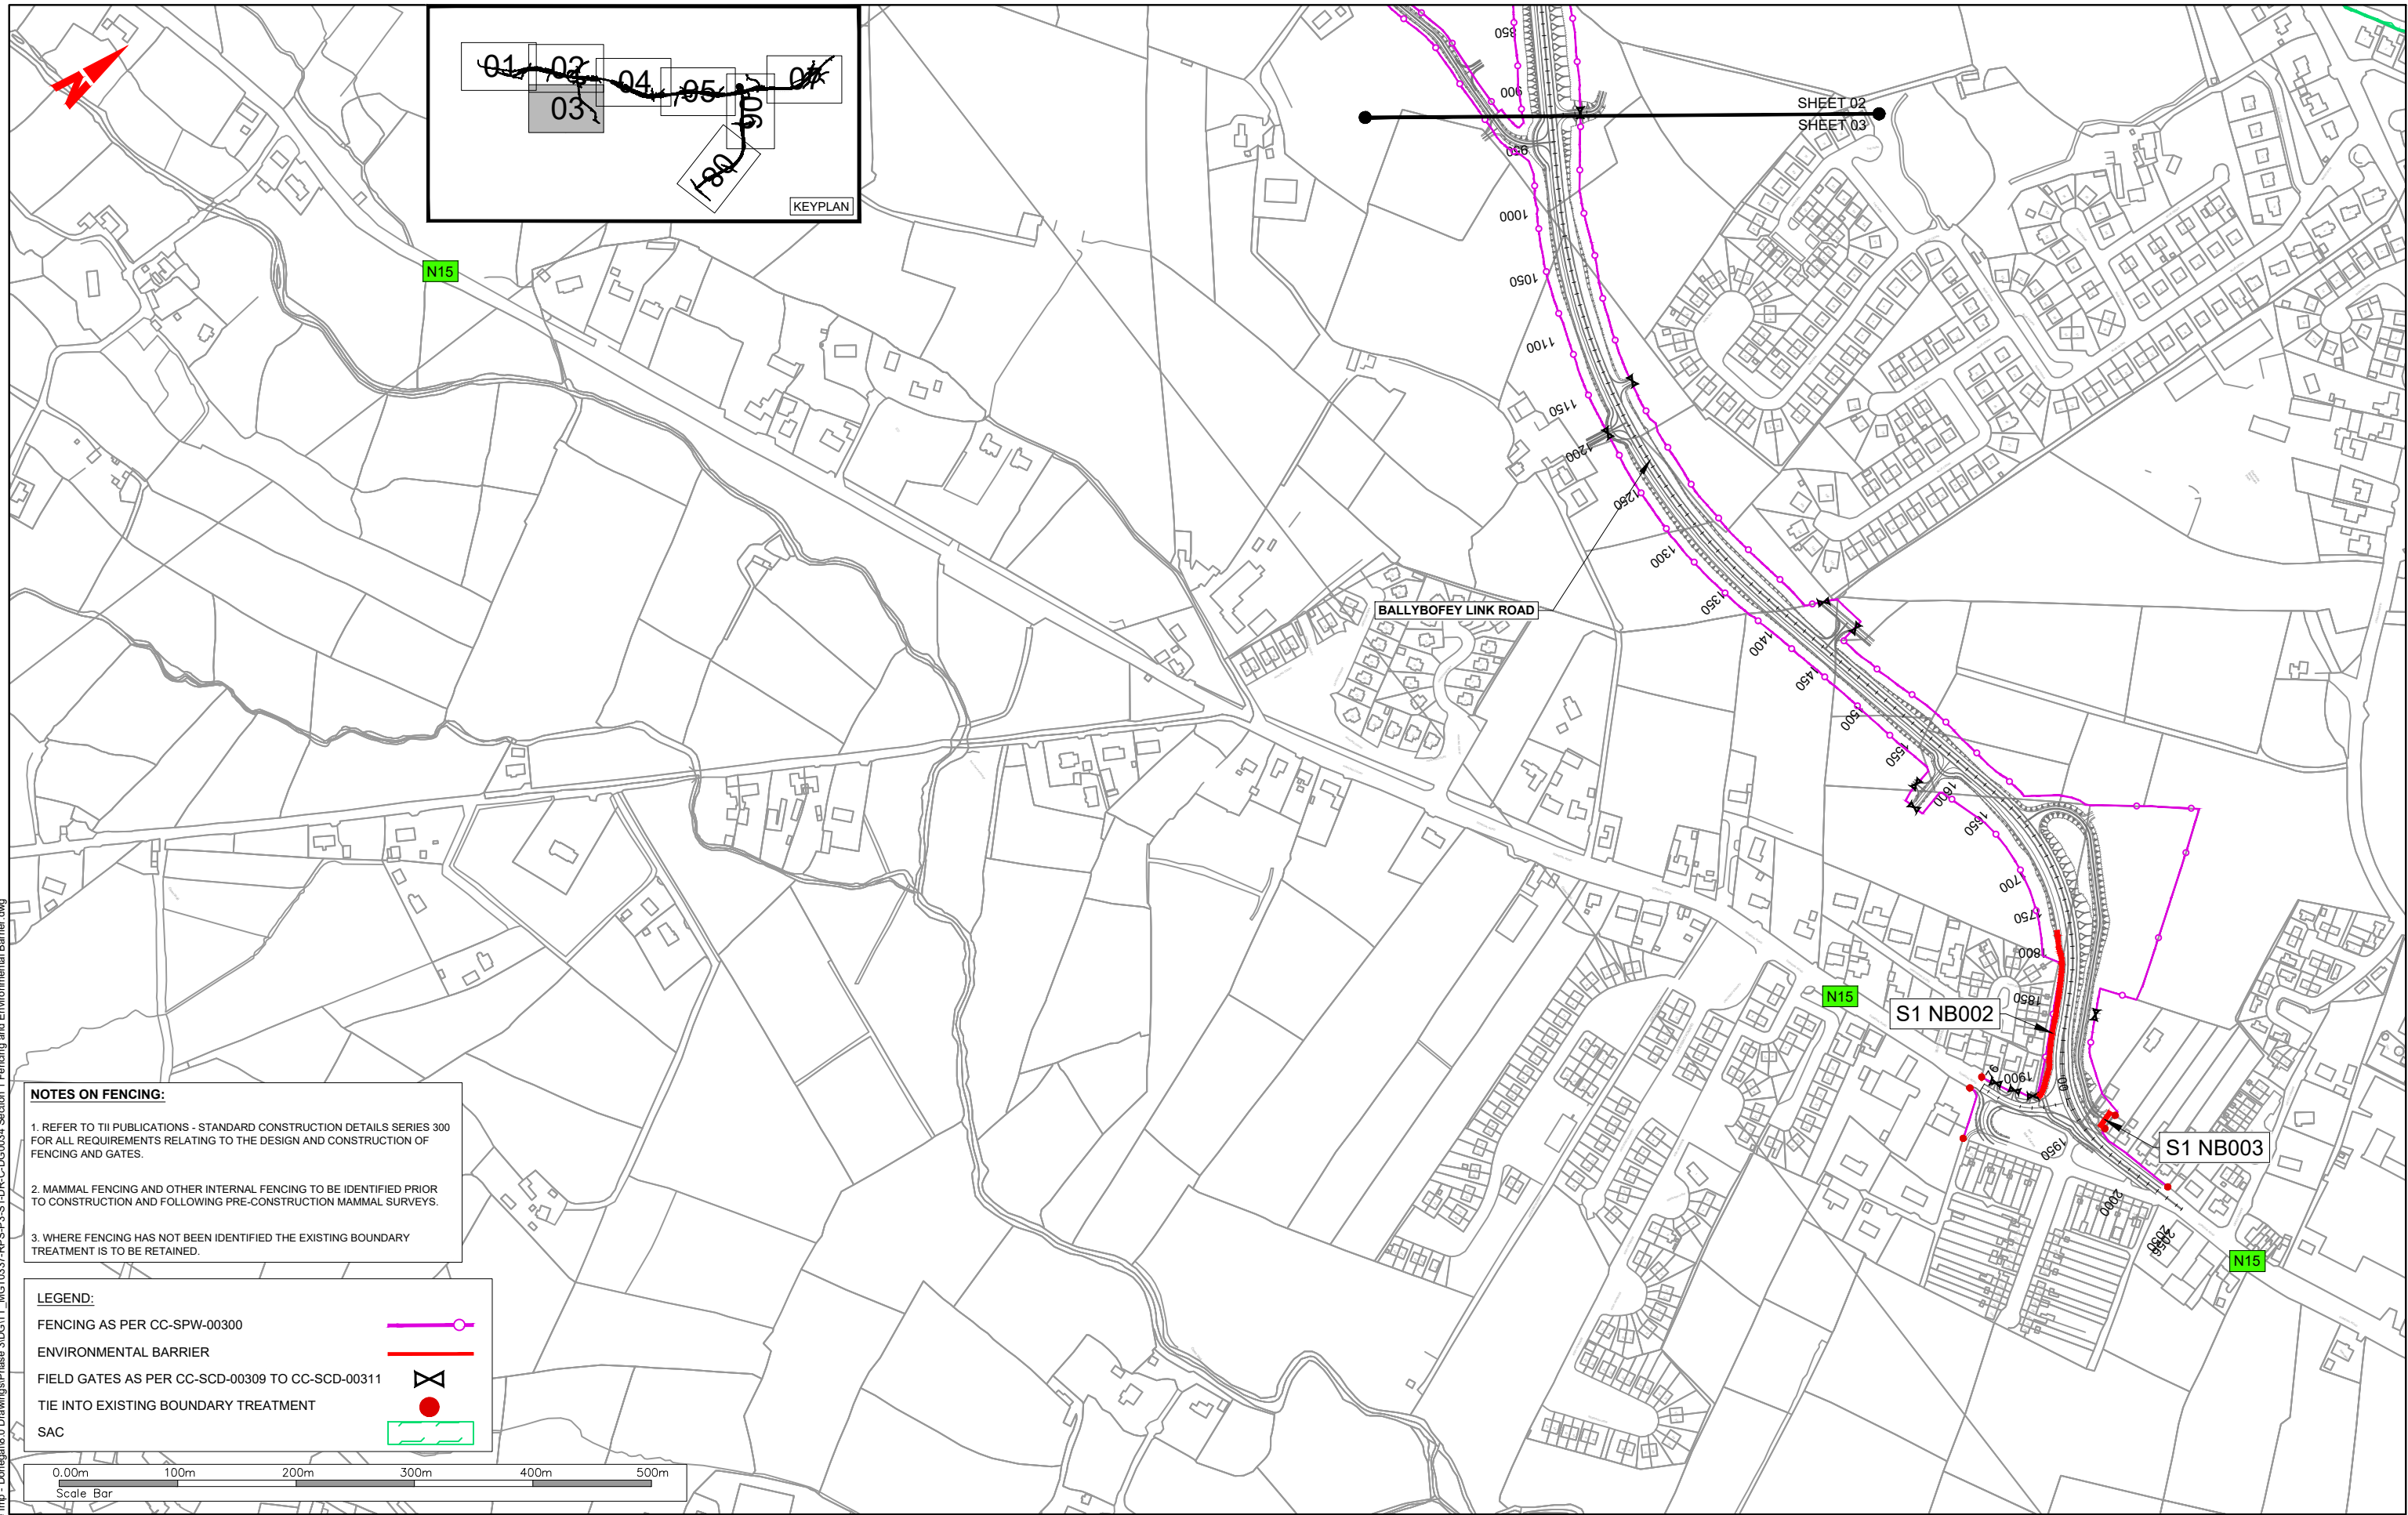 01
02
03
04
05
06
07
08
KEYPLAN
N
N15
SHEET 02
SHEET 03
850
900
950
1000
1050
1100
1150
1200
1250
1300
1350
1400
1450
1500
1550
1600
1650
1700
1750
1800
1850
1900
1950
2000
2050
2056
BALLYBOFEY LINK ROAD
N15
S1 NB002
S1 NB003
N15
NOTES ON FENCING:
1. REFER TO TII PUBLICATIONS - STANDARD CONSTRUCTION DETAILS SERIES 300
FOR ALL REQUIREMENTS RELATING TO THE DESIGN AND CONSTRUCTION OF
FENCING AND GATES.
2. MAMMAL FENCING AND OTHER INTERNAL FENCING TO BE IDENTIFIED PRIOR
TO CONSTRUCTION AND FOLLOWING PRE-CONSTRUCTION MAMMAL SURVEYS.
3. WHERE FENCING HAS NOT BEEN IDENTIFIED THE EXISTING BOUNDARY
TREATMENT IS TO BE RETAINED.
LEGEND:
FENCING AS PER CC-SPW-00300
ENVIRONMENTAL BARRIER
FIELD GATES AS PER CC-SCD-00309 TO CC-SCD-00311
TIE INTO EXISTING BOUNDARY TREATMENT
SAC
0.00m 100m 200m 300m 400m 500m
Scale Bar